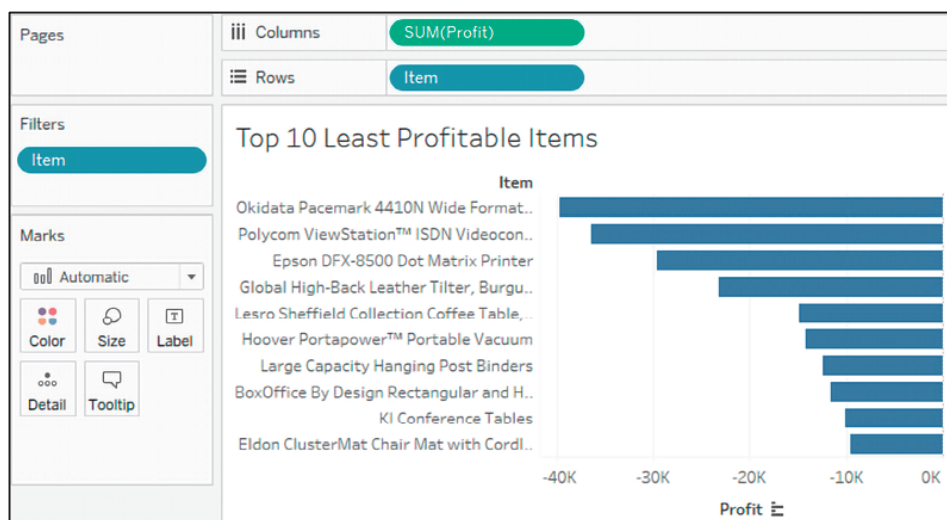 Pages
Columns
SUM(Profit)
Rows
Item
Filters
Item
Marks
Automatic
Color
Size
Label
Detail
Tooltip
Top 10 Least Profitable Items
Item
Okidata Pacemark 4410N Wide Format..
Polycom ViewStation™ ISDN Videocon..
Epson DFX-8500 Dot Matrix Printer
Global High-Back Leather Tilter, Burgu..
Lesro Sheffield Collection Coffee Table,..
Hoover Portapower™ Portable Vacuum
Large Capacity Hanging Post Binders
BoxOffice By Design Rectangular and H..
KI Conference Tables
Eldon ClusterMat Chair Mat with Cordl..
-40K -30K -20K -10K 0K
Profit